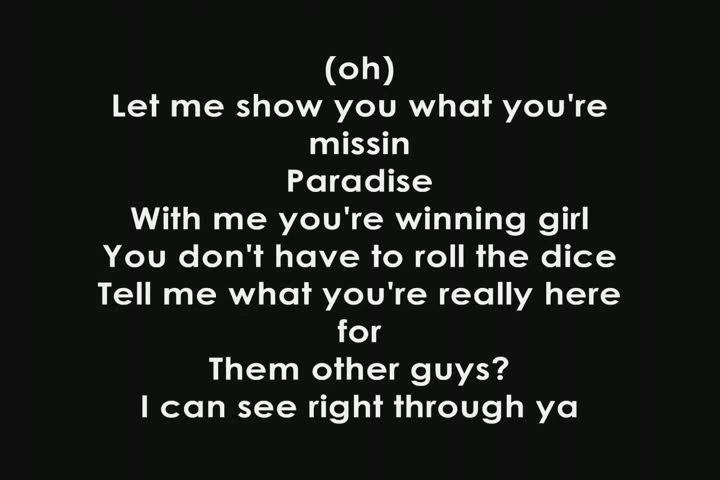 (oh)
Let me show you what you're
missin
Paradise
With me you're winning girl
You don't have to roll the dice
Tell me what you're really here
for
Them other guys?
I can see right through ya